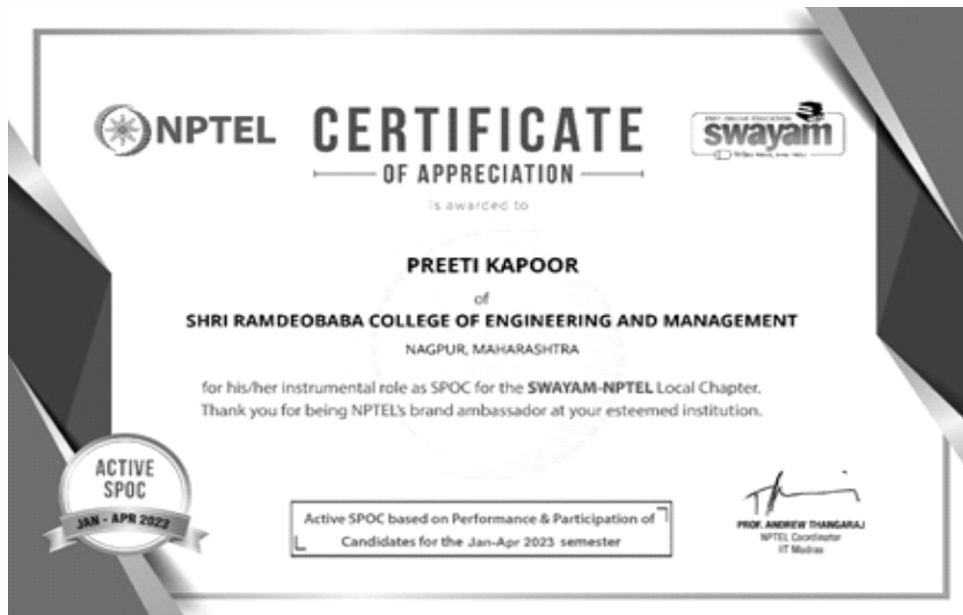 NPTEL
CERTIFICATE
OF APPRECIATION
swayam
is awarded to
PREETI KAPOOR
of
SHRI RAMDEOBABA COLLEGE OF ENGINEERING AND MANAGEMENT
NAGPUR, MAHARASHTRA
for his/her instrumental role as SPOC for the SWAYAM-NPTEL Local Chapter.
Thank you for being NPTEL's brand ambassador at your esteemed institution.
ACTIVE
SPOC
JAN - APR 2023
Active SPOC based on Performance & Participation of
Candidates for the Jan-Apr 2023 semester
PROF. ANDREW THANGARAJ
NPTEL Coordinator
IIT Madras